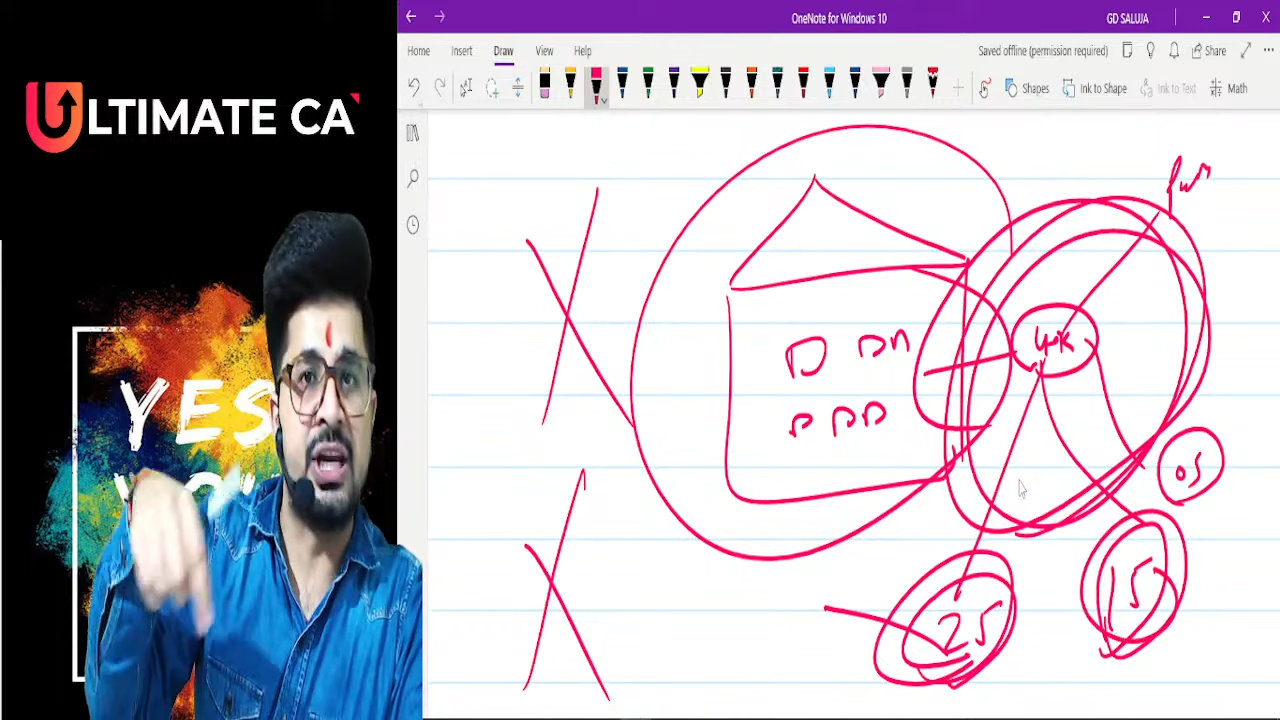 ULTIMATE CA
YES
YOU
OneNote for Windows 10
GD SALUJA
Home
Insert
Draw
View
Help
Saved offline (permission required)
Share
Shapes
Ink to Shape
Ink to Text
Math
4K
05
15
25